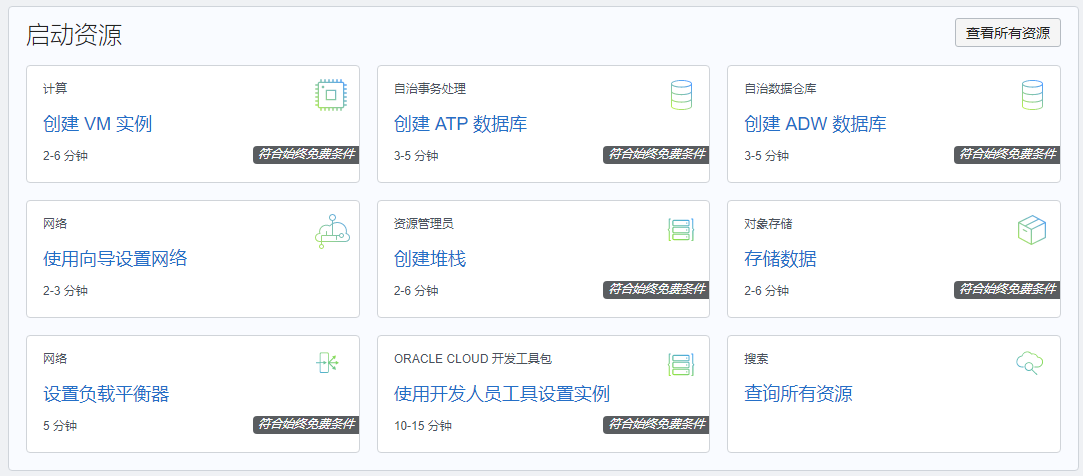 启动资源
查看所有资源
计算
创建 VM 实例
2-6 分钟
符合始终免费条件
自治事务处理
创建 ATP 数据库
3-5 分钟
符合始终免费条件
自治数据仓库
创建 ADW 数据库
3-5 分钟
符合始终免费条件
网络
使用向导设置网络
2-3 分钟
资源管理员
创建堆栈
2-6 分钟
符合始终免费条件
对象存储
存储数据
2-6 分钟
符合始终免费条件
网络
设置负载平衡器
5 分钟
符合始终免费条件
ORACLE CLOUD 开发工具包
使用开发人员工具设置实例
10-15 分钟
符合始终免费条件
搜索
查询所有资源